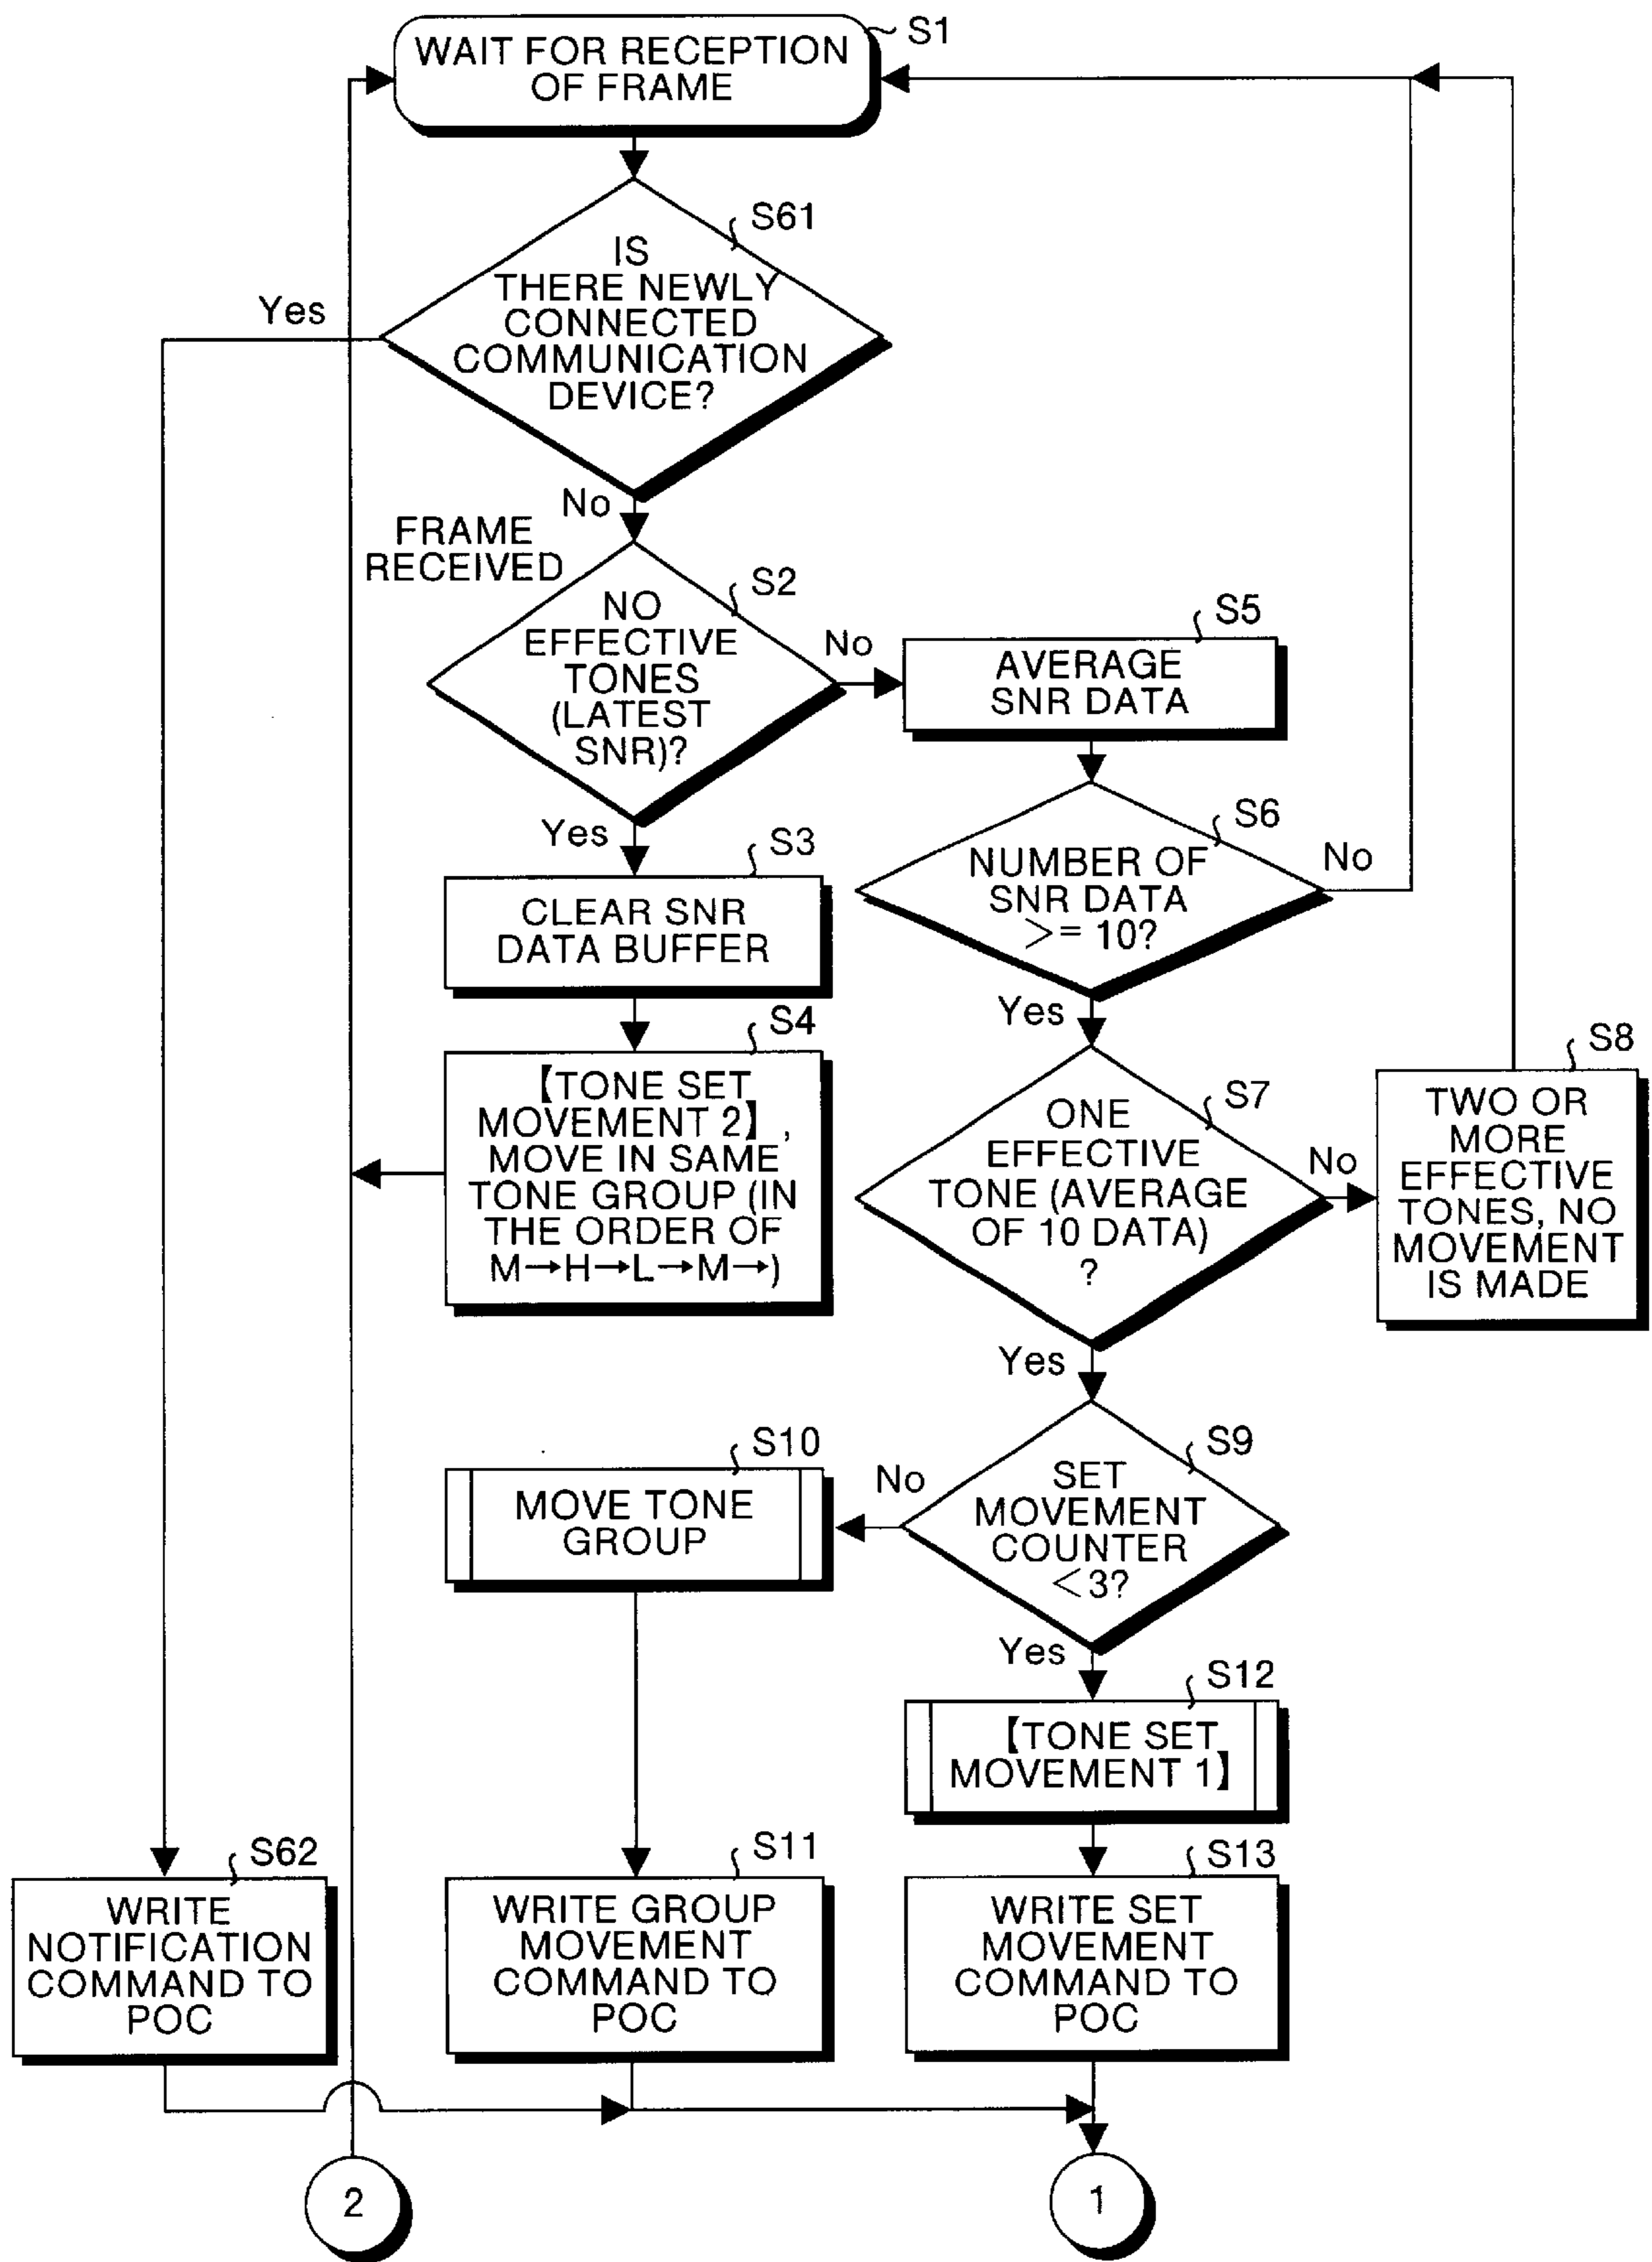 WAIT FOR RECEPTION
OF FRAME
S1
S61
IS
THERE NEWLY
CONNECTED
COMMUNICATION
DEVICE?
Yes
No
FRAME
RECEIVED
S2
NO
EFFECTIVE
TONES
(LATEST
SNR)?
No
S5
AVERAGE
SNR DATA
Yes
S3
CLEAR SNR
DATA BUFFER
S6
NUMBER OF
SNR DATA
>= 10?
No
Yes
S4
【TONE SET
MOVEMENT 2】,
MOVE IN SAME
TONE GROUP (IN
THE ORDER OF
M→H→L→M→)
S7
ONE
EFFECTIVE
TONE (AVERAGE
OF 10 DATA)
?
No
S8
TWO OR
MORE
EFFECTIVE
TONES, NO
MOVEMENT
IS MADE
Yes
S9
SET
MOVEMENT
COUNTER
<3?
No
S10
MOVE TONE
GROUP
Yes
S12
【TONE SET
MOVEMENT 1】
S62
WRITE
NOTIFICATION
COMMAND TO
POC
S11
WRITE GROUP
MOVEMENT
COMMAND TO
POC
S13
WRITE SET
MOVEMENT
COMMAND TO
POC
2
1